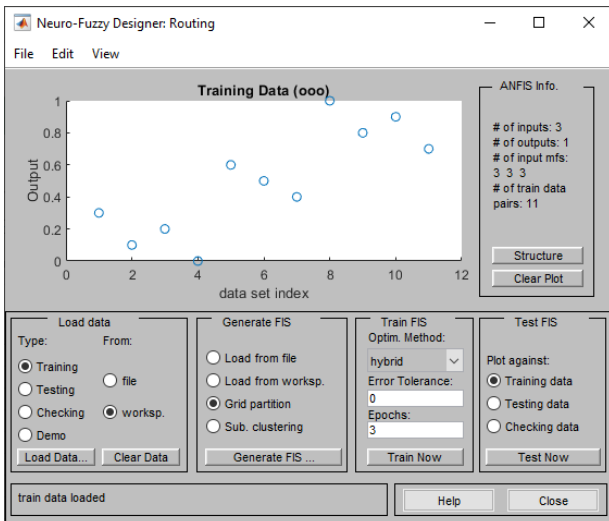 Neuro-Fuzzy Designer: Routing
File Edit View
Training Data (ooo)
Output
1
0.8
0.6
0.4
0.2
0
0 2 4 6 8 10 12
data set index
ANFIS Info.
# of inputs: 3
# of outputs: 1
# of input mfs:
3 3 3
# of train data
pairs: 11
Structure
Clear Plot
Load data
Type: From:
Training
Testing
Checking
Demo
file
worksp.
Load Data... Clear Data
Generate FIS
Load from file
Load from worksp.
Grid partition
Sub. clustering
Generate FIS ...
Train FIS
Optim. Method:
hybrid
Error Tolerance:
0
Epochs:
3
Train Now
Test FIS
Plot against:
Training data
Testing data
Checking data
Test Now
train data loaded
Help Close